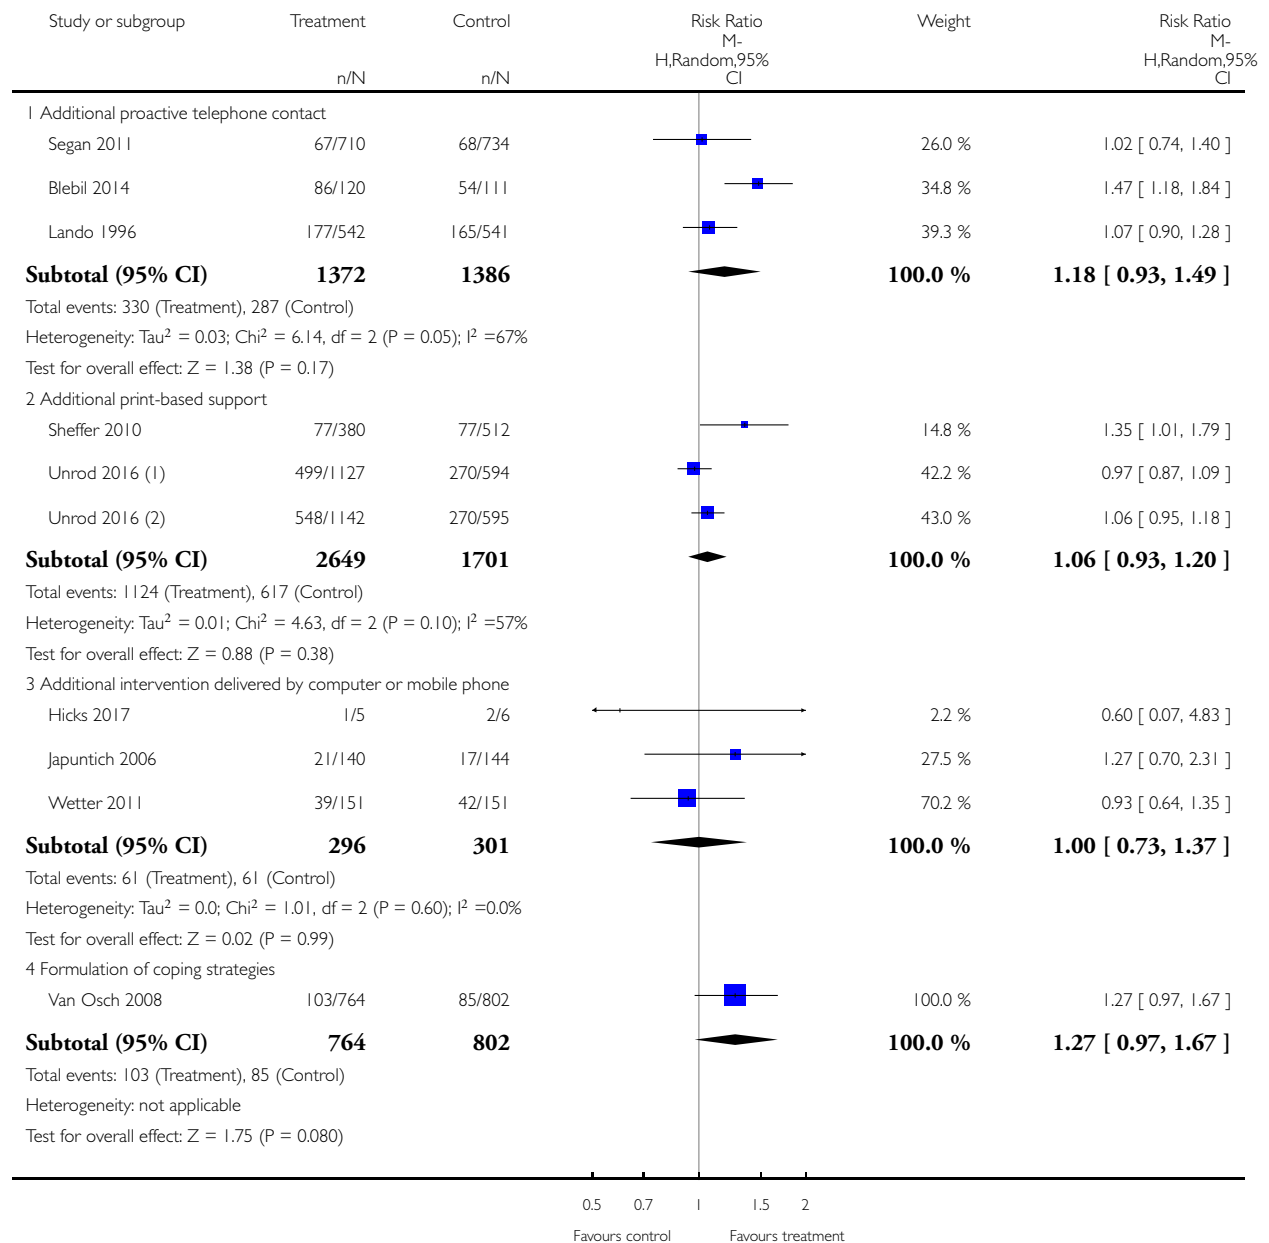 Study or subgroup Treatment Control Risk Ratio Weight Risk Ratio
M- M-
H,Random,95% H,Random,95%
n/N n/N CI CI
1 Additional proactive telephone contact
Segan 2011 67/710 68/734 26.0 % 1.02 [ 0.74, 1.40 ]
Blebil 2014 86/120 54/111 34.8 % 1.47 [ 1.18, 1.84 ]
Lando 1996 177/542 165/541 39.3 % 1.07 [ 0.90, 1.28 ]
Subtotal (95% CI) 1372 1386 100.0 % 1.18 [ 0.93, 1.49 ]
Total events: 330 (Treatment), 287 (Control)
Heterogeneity: Tau² = 0.03; Chi² = 6.14, df = 2 (P = 0.05); I² =67%
Test for overall effect: Z = 1.38 (P = 0.17)
2 Additional print-based support
Sheffer 2010 77/380 77/512 14.8 % 1.35 [ 1.01, 1.79 ]
Unrod 2016 (1) 499/1127 270/594 42.2 % 0.97 [ 0.87, 1.09 ]
Unrod 2016 (2) 548/1142 270/595 43.0 % 1.06 [ 0.95, 1.18 ]
Subtotal (95% CI) 2649 1701 100.0 % 1.06 [ 0.93, 1.20 ]
Total events: 1124 (Treatment), 617 (Control)
Heterogeneity: Tau² = 0.01; Chi² = 4.63, df = 2 (P = 0.10); I² =57%
Test for overall effect: Z = 0.88 (P = 0.38)
3 Additional intervention delivered by computer or mobile phone
Hicks 2017 1/5 2/6 2.2 % 0.60 [ 0.07, 4.83 ]
Japuntich 2006 21/140 17/144 27.5 % 1.27 [ 0.70, 2.31 ]
Wetter 2011 39/151 42/151 70.2 % 0.93 [ 0.64, 1.35 ]
Subtotal (95% CI) 296 301 100.0 % 1.00 [ 0.73, 1.37 ]
Total events: 61 (Treatment), 61 (Control)
Heterogeneity: Tau² = 0.0; Chi² = 1.01, df = 2 (P = 0.60); I² =0.0%
Test for overall effect: Z = 0.02 (P = 0.99)
4 Formulation of coping strategies
Van Osch 2008 103/764 85/802 100.0 % 1.27 [ 0.97, 1.67 ]
Subtotal (95% CI) 764 802 100.0 % 1.27 [ 0.97, 1.67 ]
Total events: 103 (Treatment), 85 (Control)
Heterogeneity: not applicable
Test for overall effect: Z = 1.75 (P = 0.080)
0.5 0.7 1 1.5 2
Favours control Favours treatment